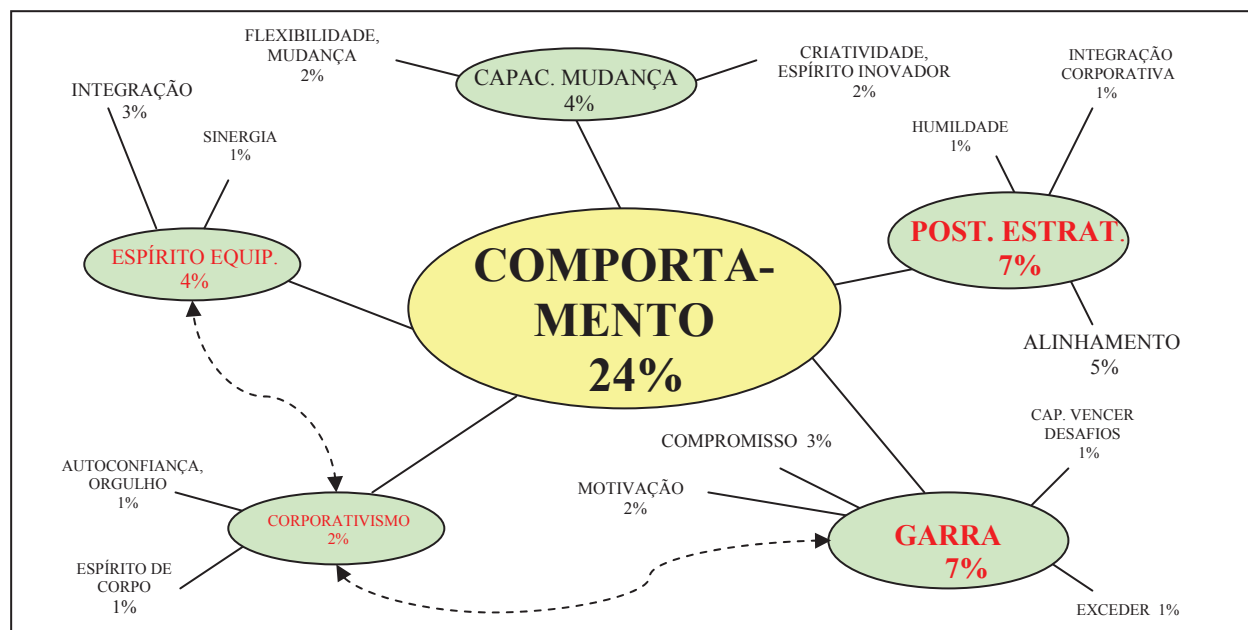 FLEXIBILIDADE,
MUDANÇA
2%
CAPAC. MUDANÇA
4%
CRIATIVIDADE,
ESPÍRITO INOVADOR
2%
INTEGRAÇÃO
CORPORATIVA
1%
INTEGRAÇÃO
3%
SINERGIA
1%
HUMILDADE
1%
ESPÍRITO EQUIP.
4%
POST. ESTRAT.
7%
COMPORTA-
MENTO
24%
ALINHAMENTO
5%
AUTOCONFIANÇA,
ORGULHO
1%
CORPORATIVISMO
2%
ESPÍRITO DE
CORPO
1%
COMPROMISSO 3%
MOTIVAÇÃO
2%
CAP. VENCER
DESAFIOS
1%
GARRA
7%
EXCEDER 1%